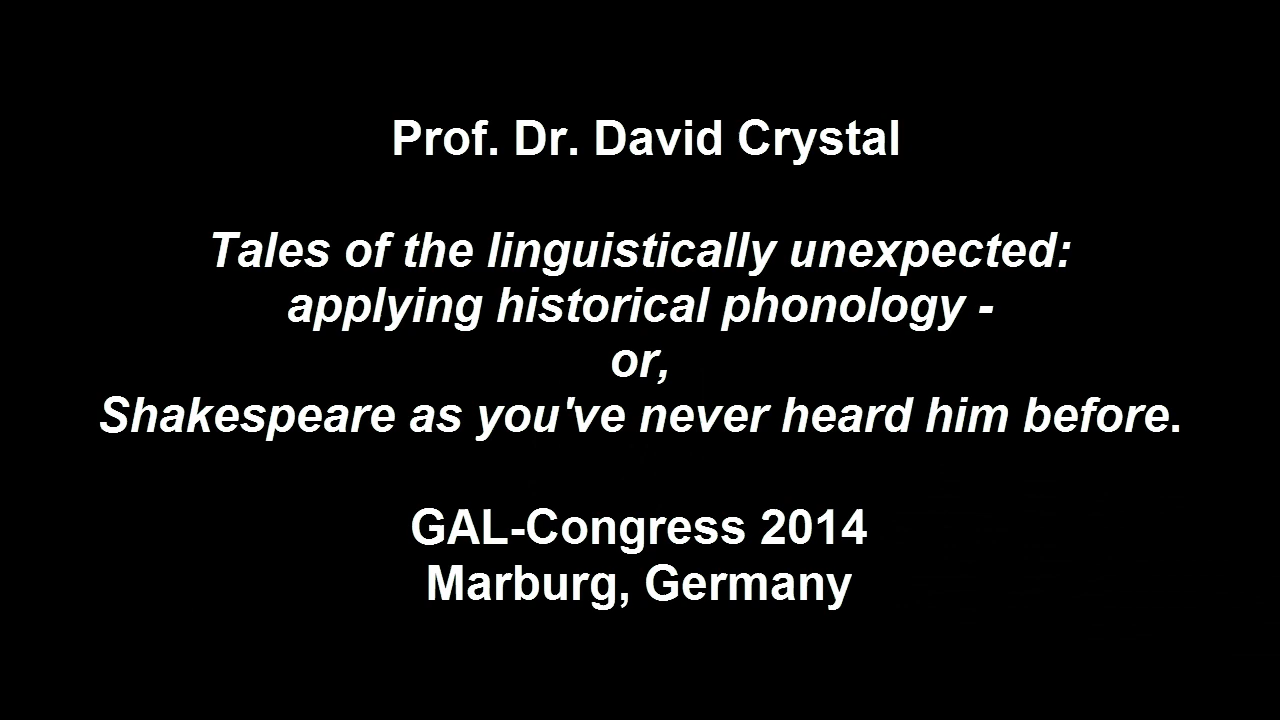 Prof. Dr. David Crystal
Tales of the linguistically unexpected:
applying historical phonology -
or,
Shakespeare as you've never heard him before.
GAL-Congress 2014
Marburg, Germany